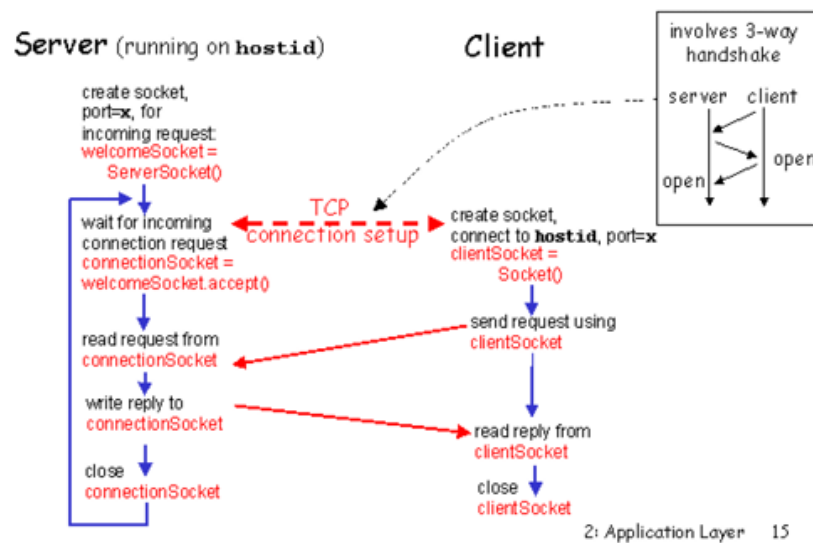 Server (running on hostid)
Client
involves 3-way
handshake
server client
open
open
create socket,
port=x, for
incoming request:
welcomeSocket =
ServerSocket()
wait for incoming
connection request
connectionSocket =
welcomeSocket.accept()
TCP
connection setup
create socket,
connect to hostid, port=x
clientSocket =
Socket()
read request from
connectionSocket
send request using
clientSocket
write reply to
connectionSocket
read reply from
clientSocket
close
connectionSocket
close
clientSocket
2: Application Layer 15